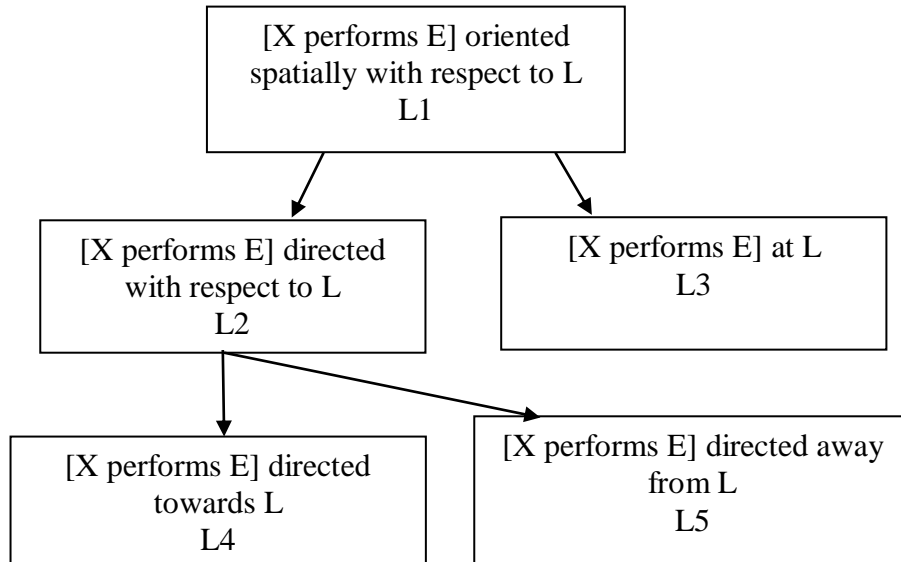 [X performs E] oriented
spatially with respect to L
L1
[X performs E] directed
with respect to L
L2
[X performs E] at L
L3
[X performs E] directed
towards L
L4
[X performs E] directed away
from L
L5